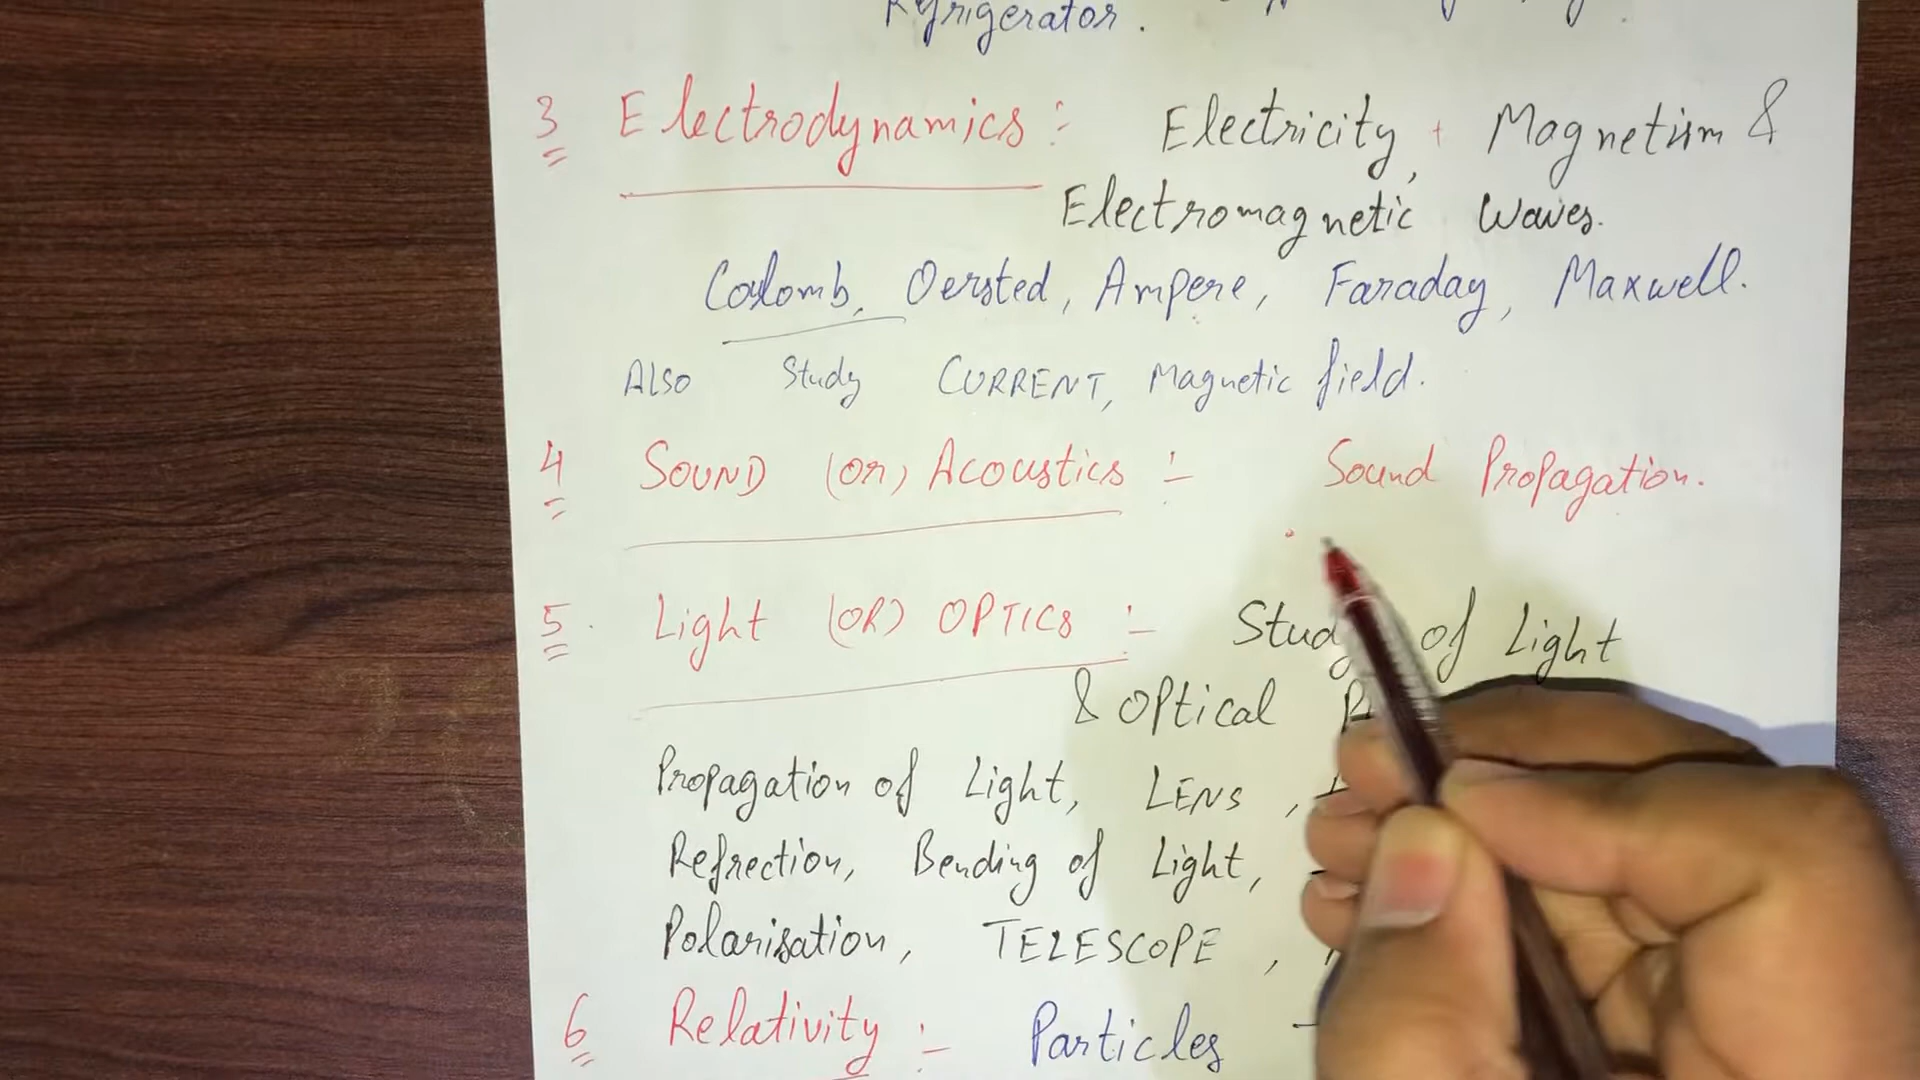 Refrigerator.
3 Electrodynamics :- Electricity, Magnetism &
Electromagnetic Waves.
Coulomb, Oersted, Ampere, Faraday, Maxwell.
ALSO Study CURRENT, Magnetic field.
4 SOUND (or) Acoustics :- Sound Propagation.
5 Light (OR) OPTICS :- Study of Light
& Optical
Propagation of Light, LENS,
Refrection, Bending of Light,
Polarisation, TELESCOPE,
6 Relativity :- Particles